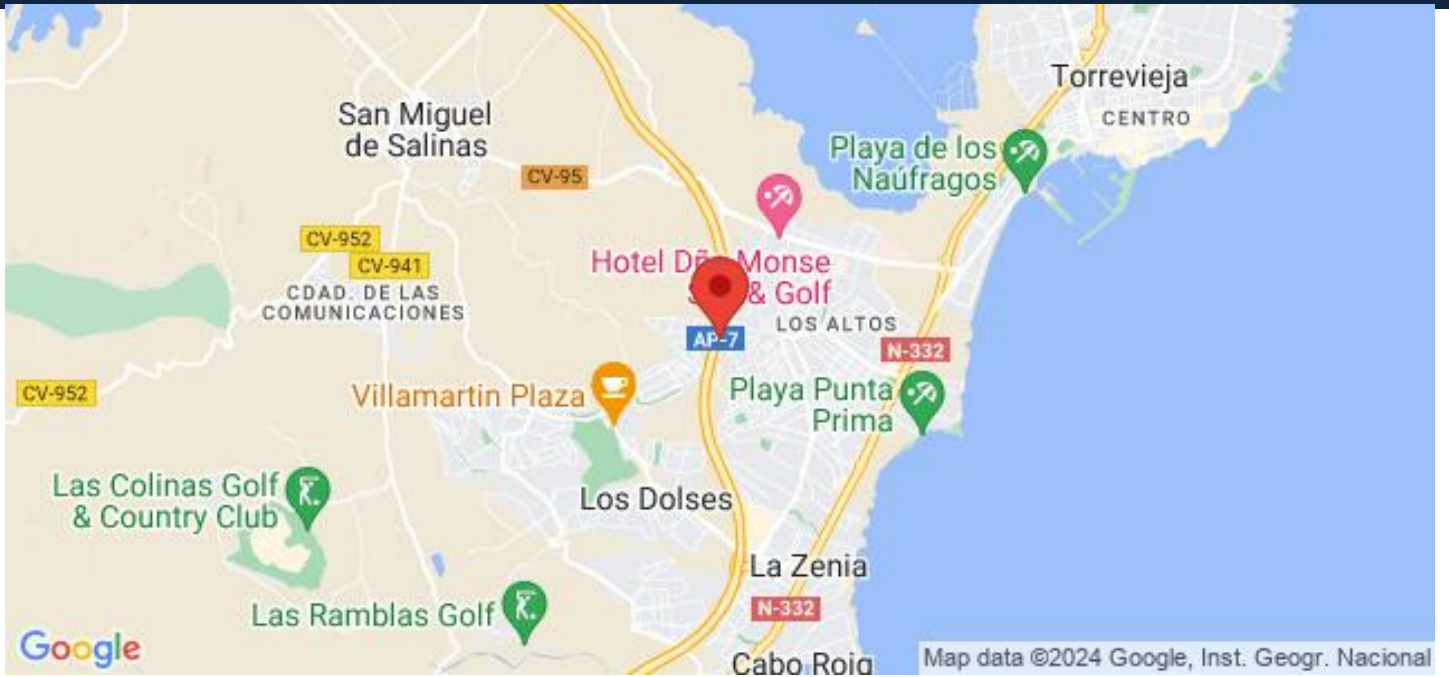 Torrevieja
CENTRO
San Miguel
de Salinas
Playa de los
Naúfragos
CV-95
CV-952
CV-941
Hotel Dña Monse
& Golf
CDAD. DE LAS
COMUNICACIONES
LOS ALTOS
AP-7
N-332
CV-952
Villamartin Plaza
Playa Punta
Prima
Las Colinas Golf
& Country Club
Los Dolses
La Zenia
Las Ramblas Golf
N-332
Cabo Roig
Google
Map data ©2024 Google, Inst. Geogr. Nacional